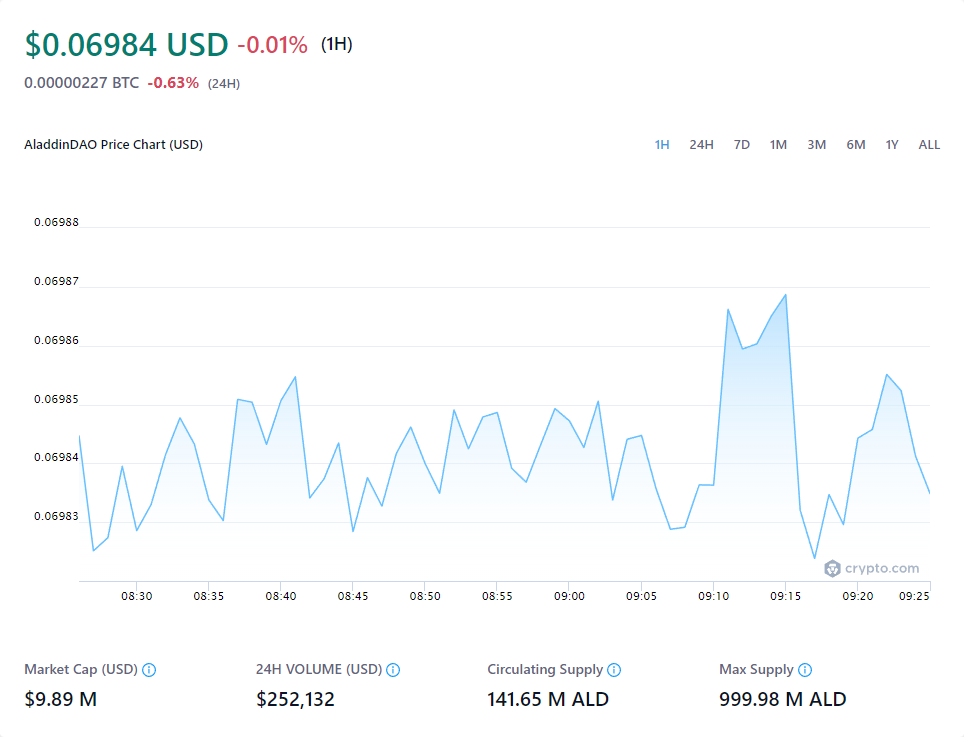 $0.06984 USD -0.01% (1H)
0.00000227 BTC -0.63% (24H)
AladdinDAO Price Chart (USD) 1H 24H 7D 1M 3M 6M 1Y ALL
0.06988
0.06987
0.06986
0.06985
0.06984
0.06983
crypto.com
08:30 08:35 08:40 08:45 08:50 08:55 09:00 09:05 09:10 09:15 09:20 09:25
Market Cap (USD) 24H VOLUME (USD) Circulating Supply Max Supply
$9.89 M $252,132 141.65 M ALD 999.98 M ALD